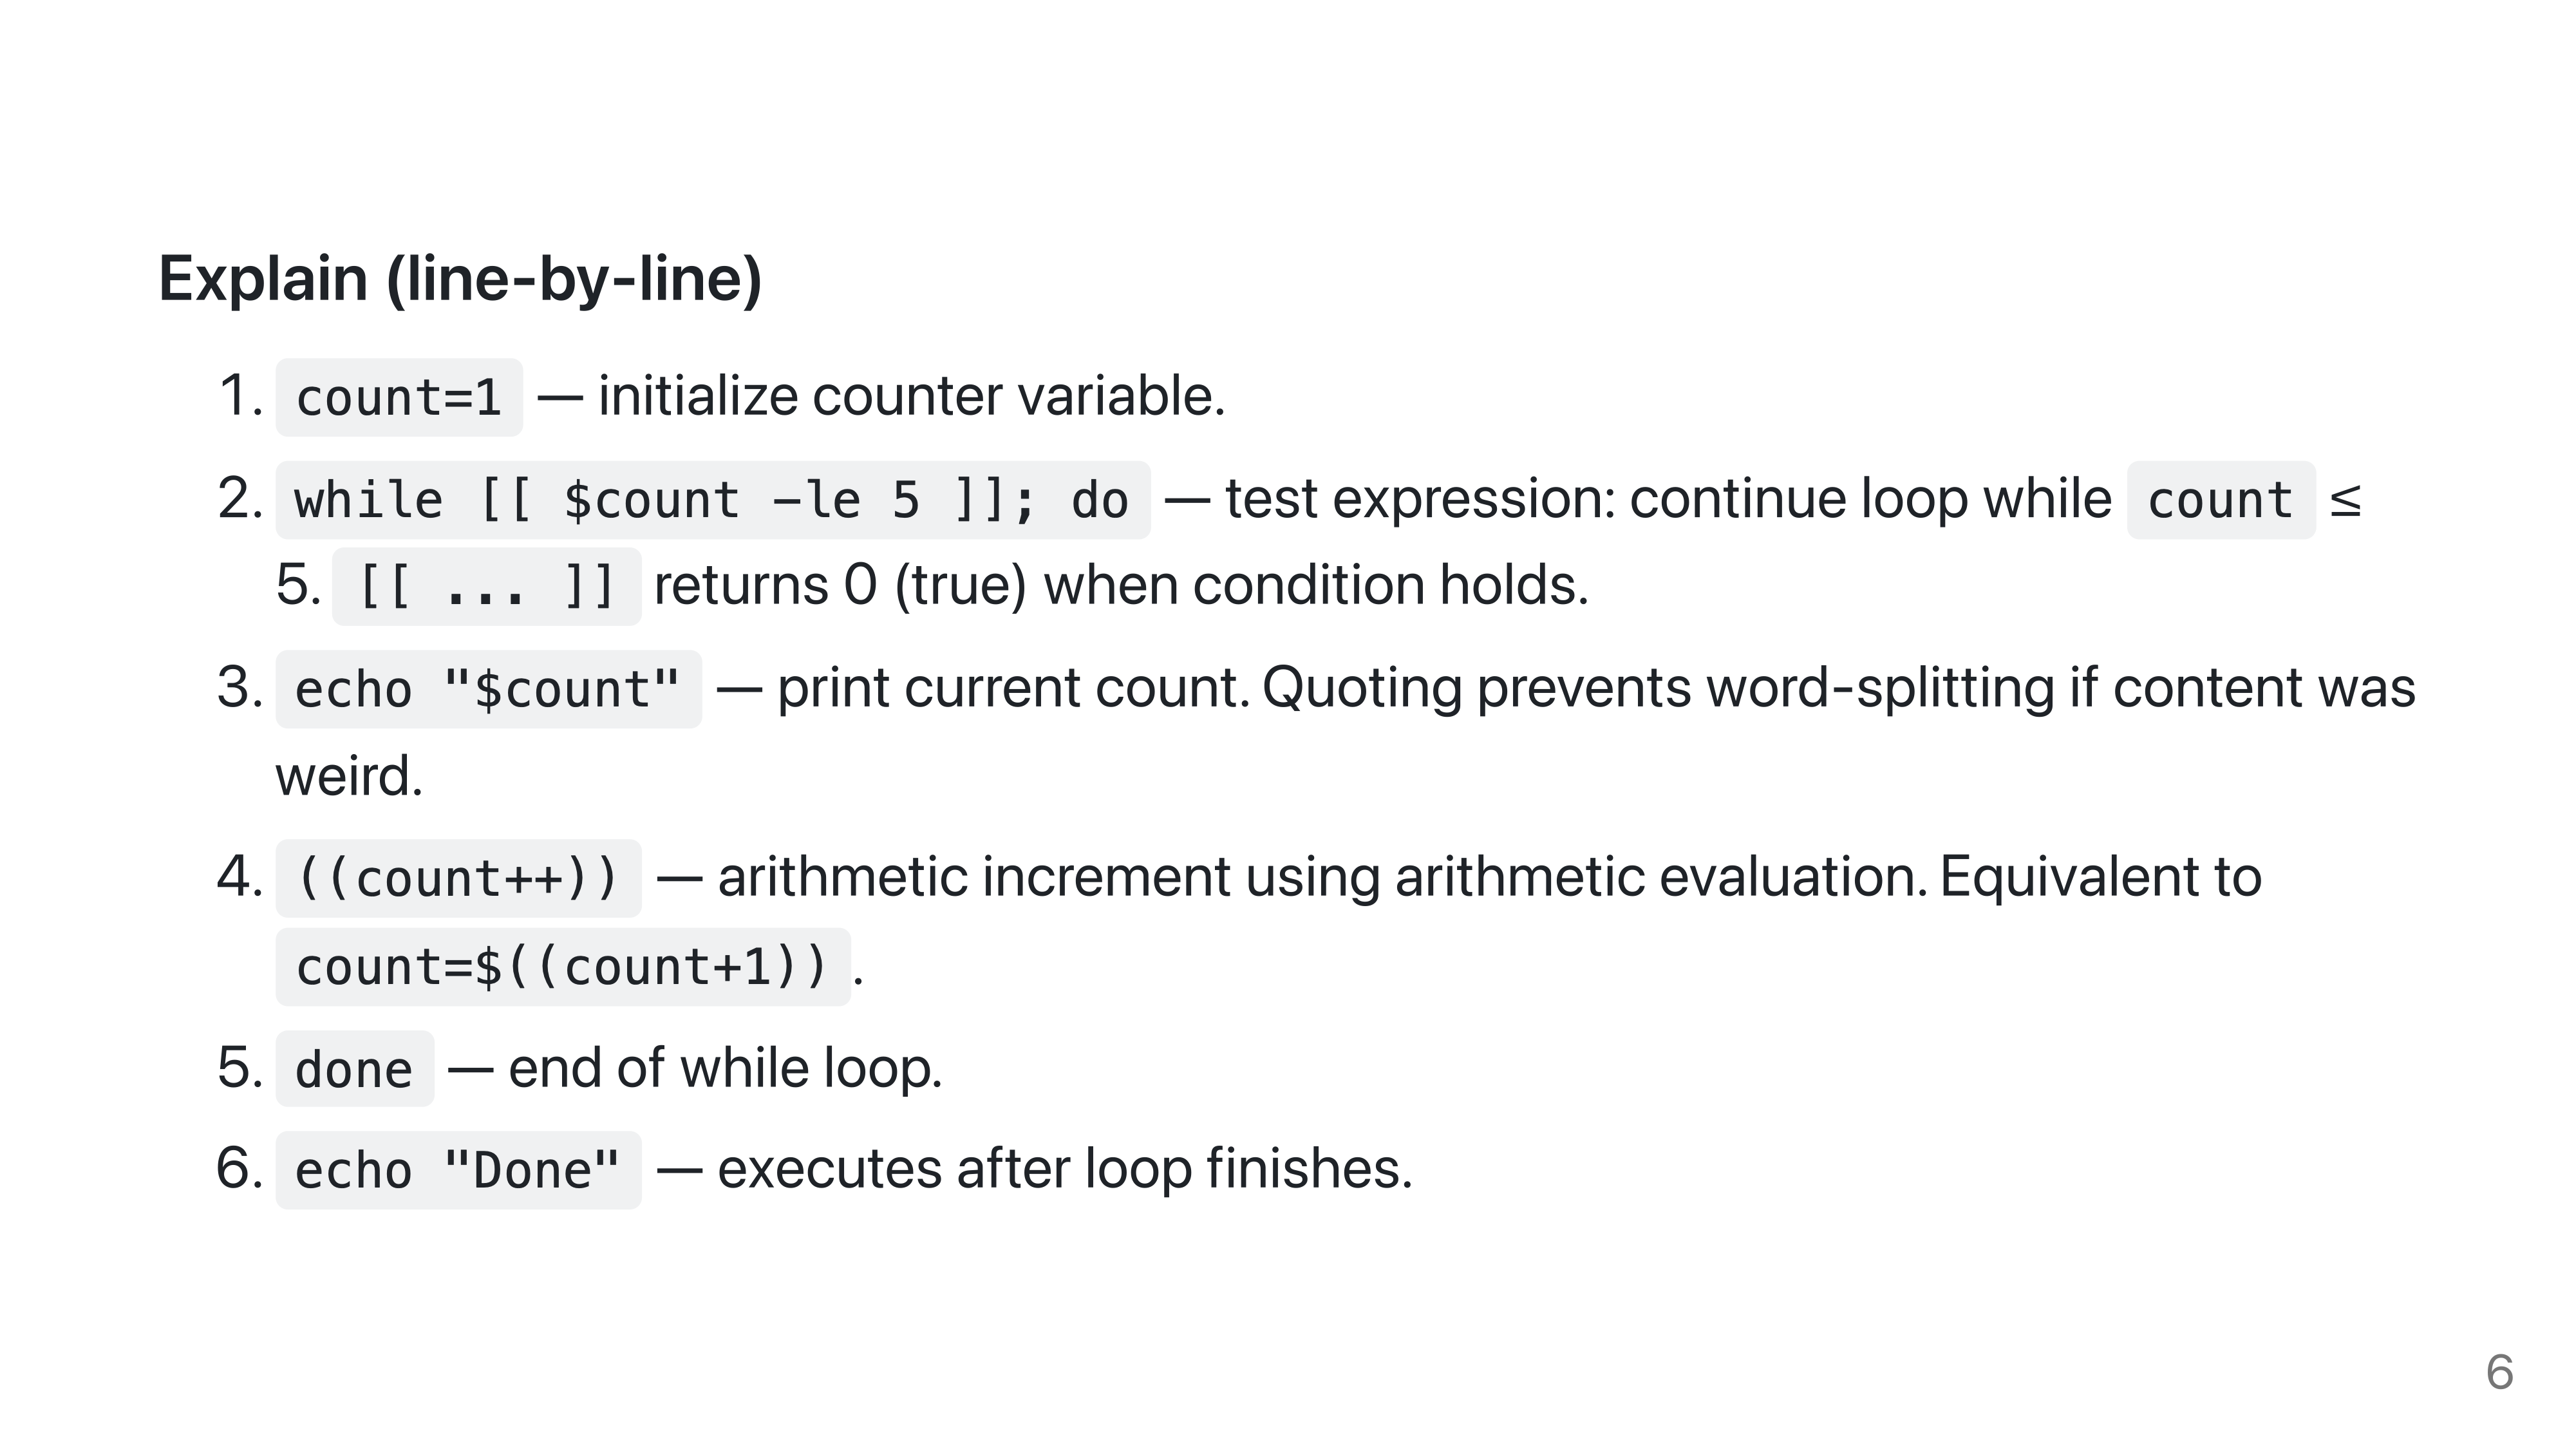 Explain (line-by-line)
1. count=1 — initialize counter variable.
2. while [[ $count -le 5 ]]; do — test expression: continue loop while count ≤
5. [[ ... ]] returns 0 (true) when condition holds.
3. echo "$count" — print current count. Quoting prevents word-splitting if content was
weird.
4. ((count++)) — arithmetic increment using arithmetic evaluation. Equivalent to
count=$((count+1)).
5. done — end of while loop.
6. echo "Done" — executes after loop finishes.
6